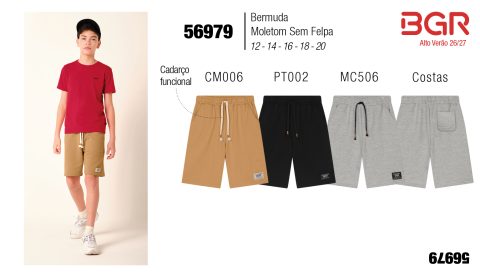 56979
Bermuda
Moletom Sem Felpa
12 - 14 - 16 - 18 - 20
BGR
Alto Verão 26/27
Cadarço
funcional
CM006
PT002
MC506
Costas
56979